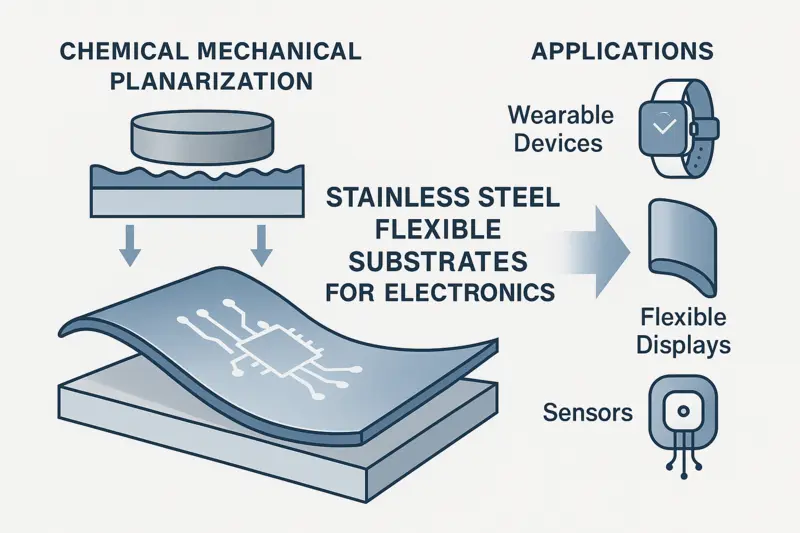 CHEMICAL MECHANICAL
PLANARIZATION
STAINLESS STEEL
FLEXIBLE
SUBSTRATES
FOR ELECTRONICS
APPLICATIONS
Wearable
Devices
Flexible
Displays
Sensors